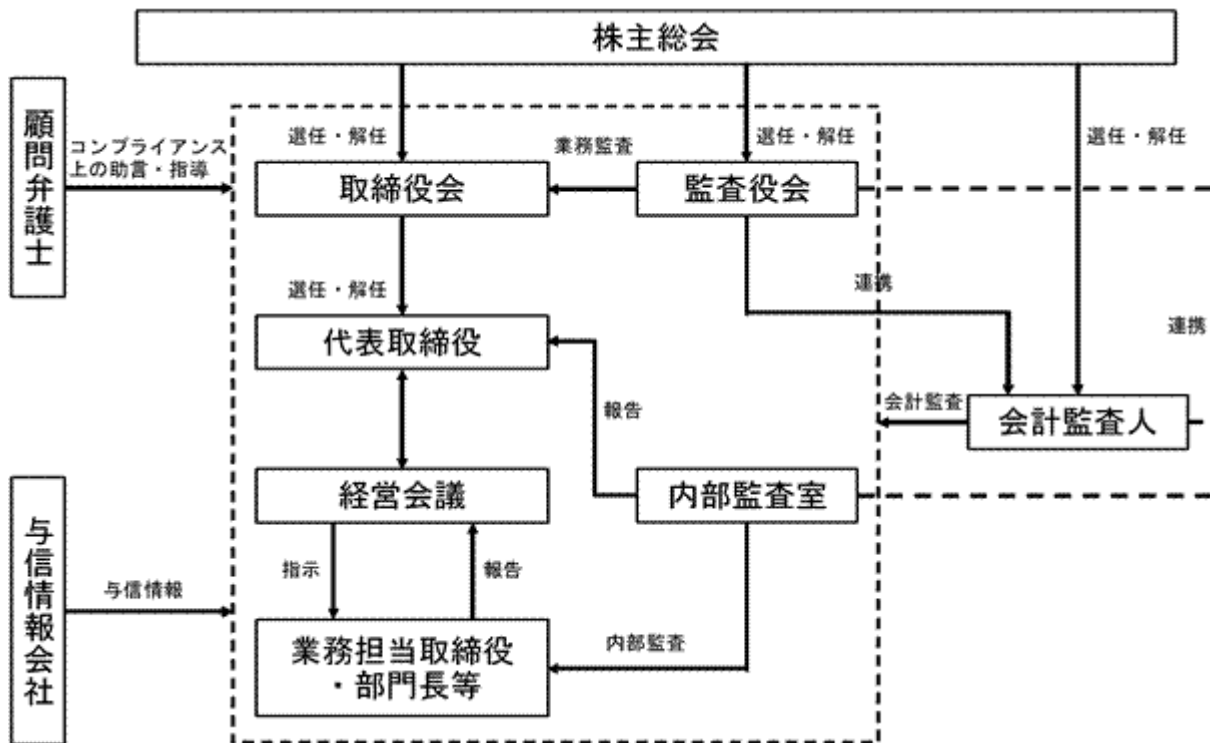 株主総会
顧問弁護士
コンプライアンス
上の助言・指導
選任・解任
業務監査
選任・解任
選任・解任
取締役会
監査役会
選任・解任
連携
連携
代表取締役
報告
会計監査
会計監査人
経営会議
内部監査室
与信情報会社
与信情報
指示
報告
業務担当取締役
・部門長等
内部監査